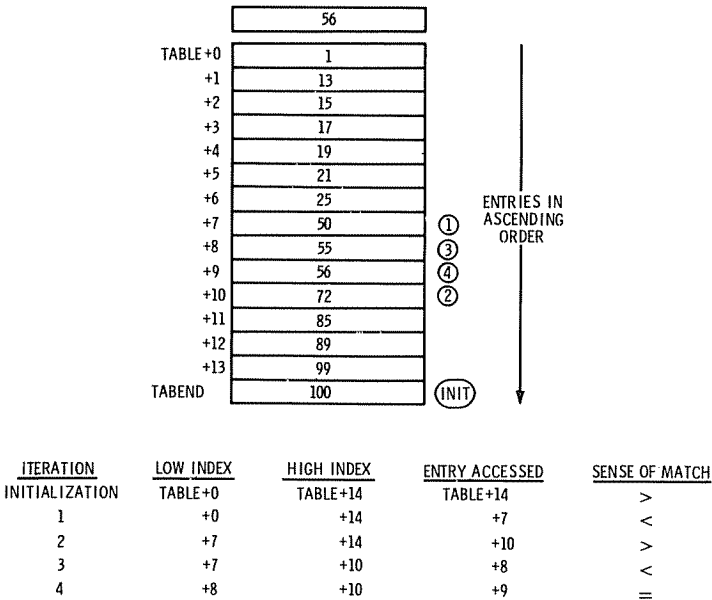 56
TABLE+0 1
+1 13
+2 15
+3 17
+4 19
+5 21
+6 25
+7 50 ①
+8 55 ③
+9 56 ④
+10 72 ②
+11 85
+12 89
+13 99
TABEND 100 INIT
ENTRIES IN
ASCENDING
ORDER
ITERATION LOW INDEX HIGH INDEX ENTRY ACCESSED SENSE OF MATCH
INITIALIZATION TABLE+0 TABLE+14 TABLE+14 >
1 +0 +14 +7 <
2 +7 +14 +10 >
3 +7 +10 +8 <
4 +8 +10 +9 =